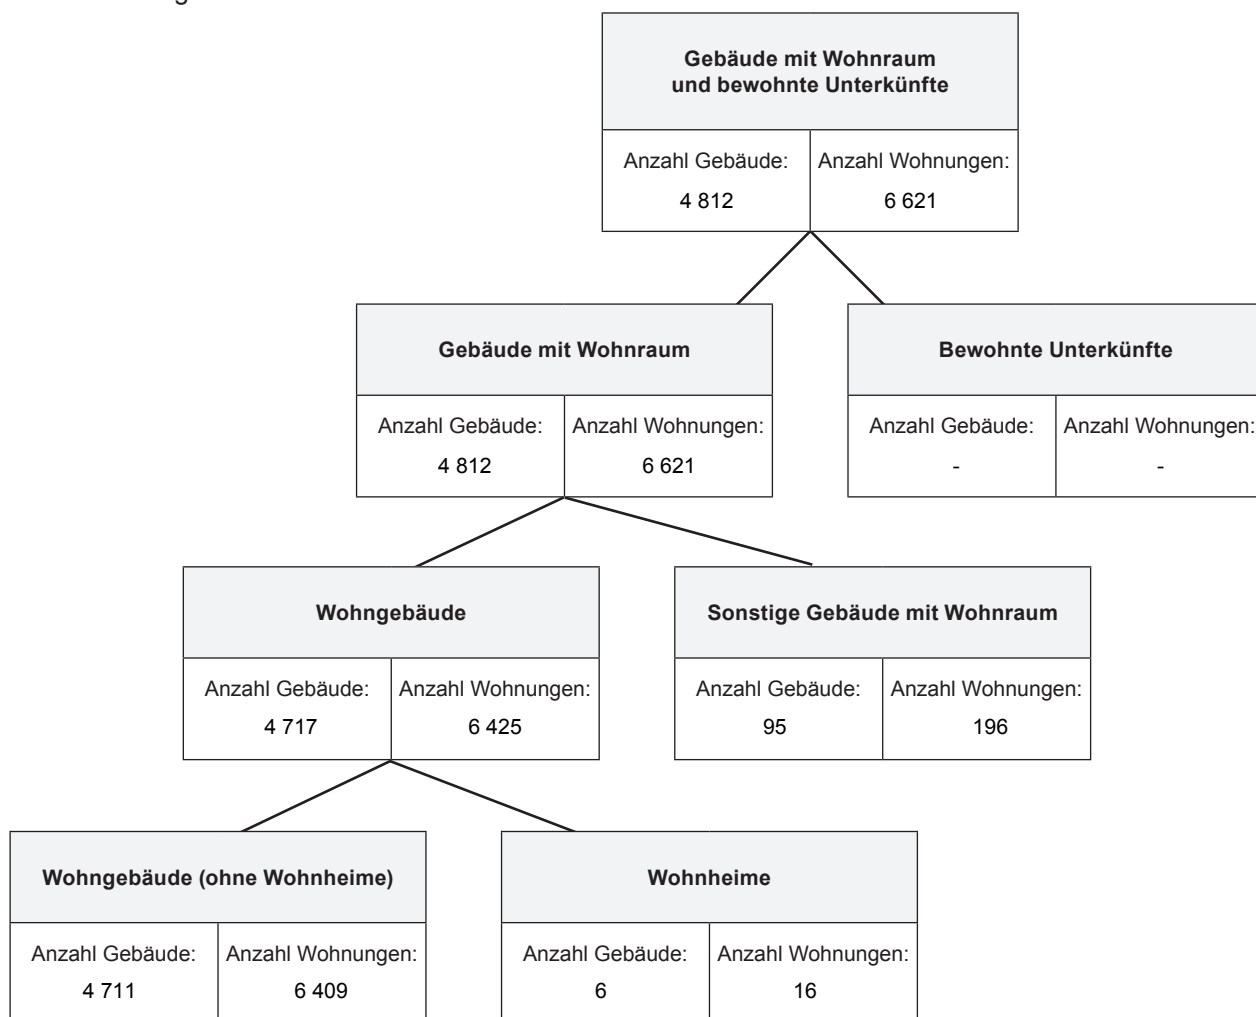 Gebäude mit Wohnraum
und bewohnte Unterkünfte
Anzahl Gebäude: Anzahl Wohnungen:
4 812 6 621
Gebäude mit Wohnraum Bewohnte Unterkünfte
Anzahl Gebäude: Anzahl Wohnungen: Anzahl Gebäude: Anzahl Wohnungen:
4 812 6 621 - -
Wohngebäude Sonstige Gebäude mit Wohnraum
Anzahl Gebäude: Anzahl Wohnungen: Anzahl Gebäude: Anzahl Wohnungen:
4 717 6 425 95 196
Wohngebäude (ohne Wohnheime) Wohnheime
Anzahl Gebäude: Anzahl Wohnungen: Anzahl Gebäude: Anzahl Wohnungen:
4 711 6 409 6 16